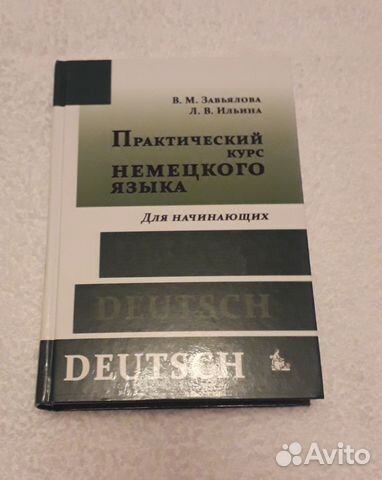 В. М. Завьялова
Л. В. Ильина
Практический
курс
немецкого
языка
Для начинающих
DEUTSCH
DEUTSCH
Avito